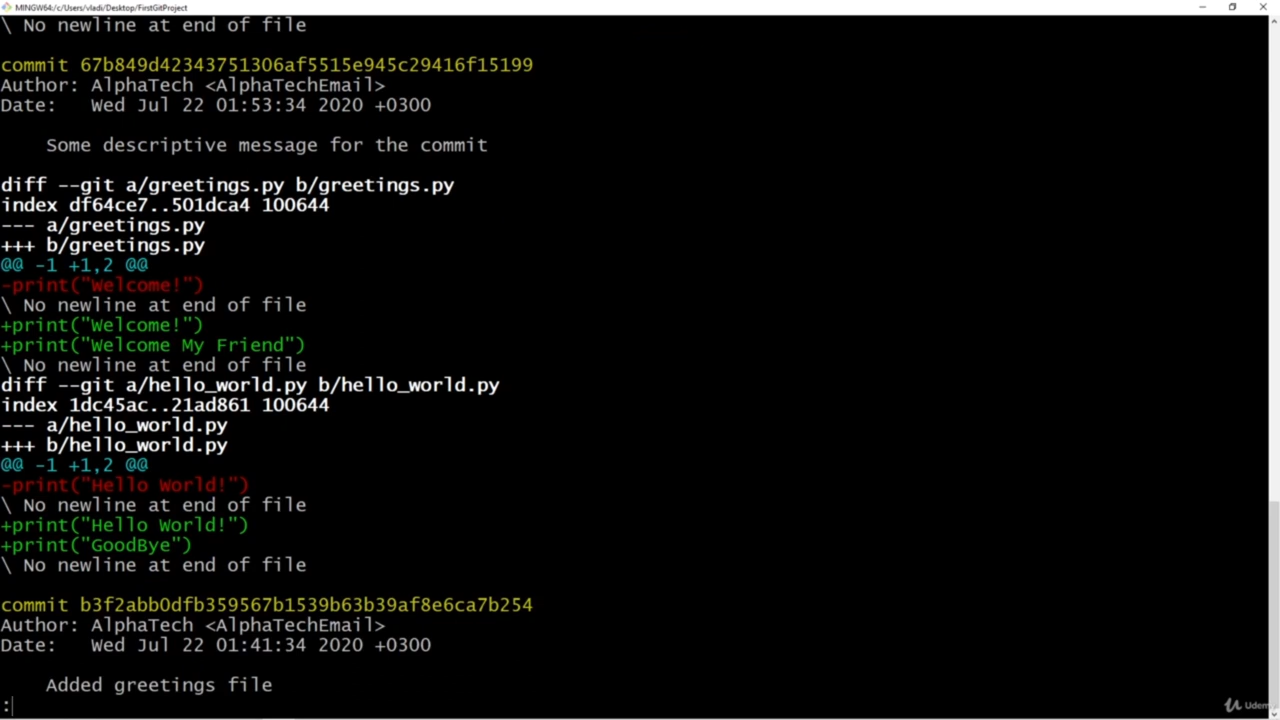 MINGW64:/c/Users/vladi/Desktop/FirstGitProject
\ No newline at end of file
commit 67b849d42343751306af5515e945c29416f15199
Author: AlphaTech <AlphaTechEmail>
Date:   Wed Jul 22 01:53:34 2020 +0300
    Some descriptive message for the commit
diff --git a/greetings.py b/greetings.py
index df64ce7..501dca4 100644
--- a/greetings.py
+++ b/greetings.py
@@ -1 +1,2 @@
-print("Welcome!")
\ No newline at end of file
+print("Welcome!")
+print("Welcome My Friend")
\ No newline at end of file
diff --git a/hello_world.py b/hello_world.py
index 1dc45ac..21ad861 100644
--- a/hello_world.py
+++ b/hello_world.py
@@ -1 +1,2 @@
-print("Hello World!")
\ No newline at end of file
+print("Hello World!")
+print("GoodBye")
\ No newline at end of file
commit b3f2abb0dfb359567b1539b63b39af8e6ca7b254
Author: AlphaTech <AlphaTechEmail>
Date:   Wed Jul 22 01:41:34 2020 +0300
    Added greetings file
:
Udemy